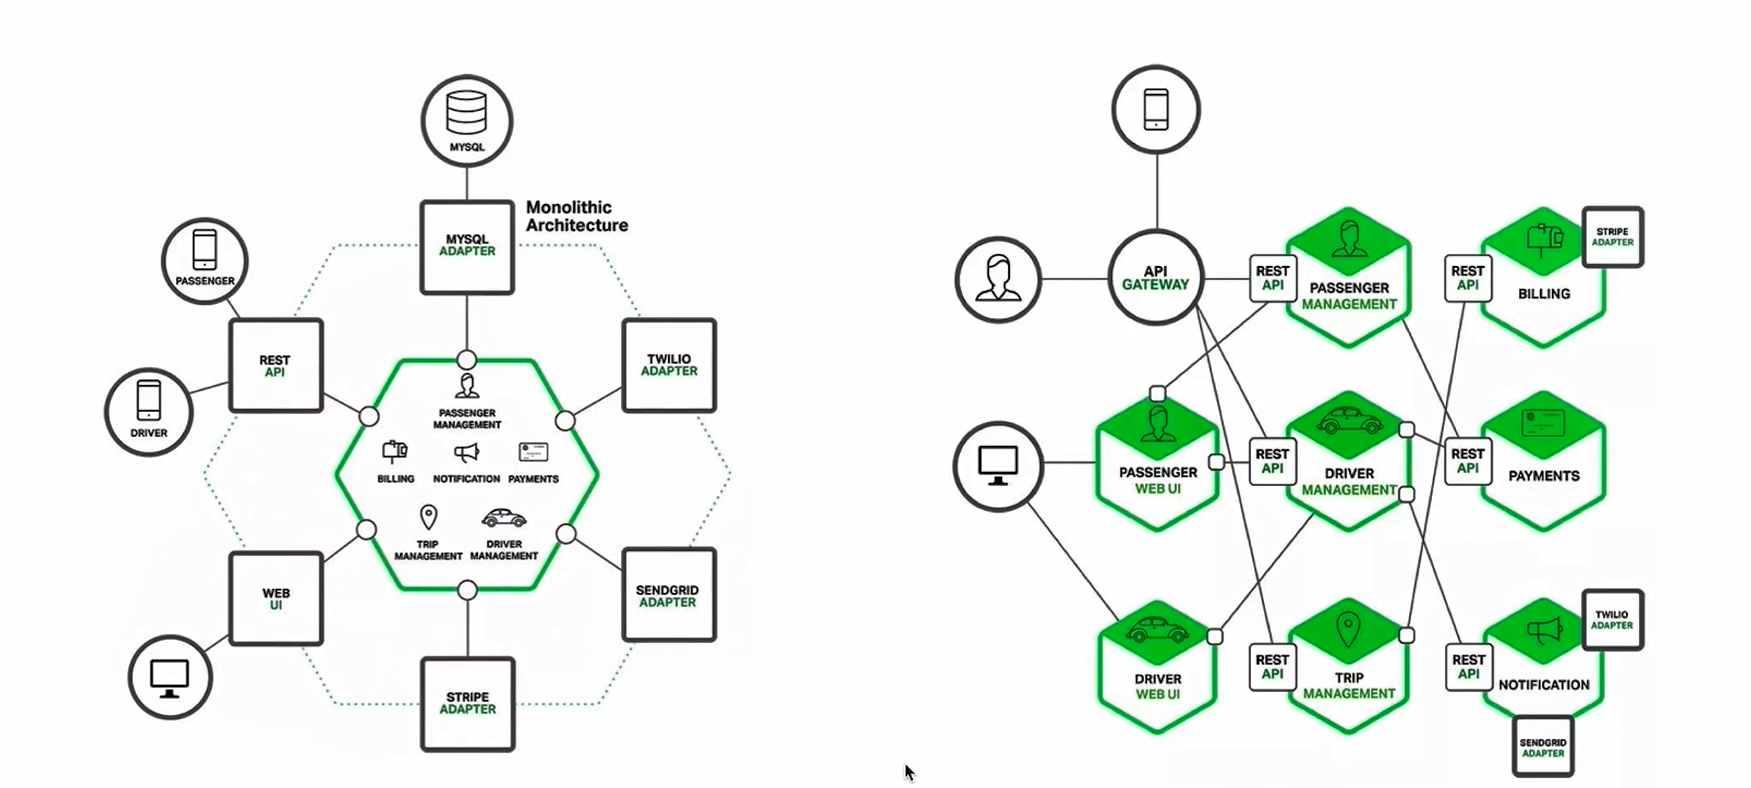 MYSQL
Monolithic
Architecture
MYSQL
ADAPTER
PASSENGER
REST
API
TWILIO
ADAPTER
DRIVER
PASSENGER
MANAGEMENT
BILLING
NOTIFICATION
PAYMENTS
TRIP
MANAGEMENT
DRIVER
MANAGEMENT
WEB
UI
SENDGRID
ADAPTER
STRIPE
ADAPTER
API
GATEWAY
REST
API
PASSENGER
MANAGEMENT
REST
API
BILLING
STRIPE
ADAPTER
PASSENGER
WEB UI
REST
API
DRIVER
MANAGEMENT
REST
API
PAYMENTS
DRIVER
WEB UI
REST
API
TRIP
MANAGEMENT
REST
API
NOTIFICATION
TWILIO
ADAPTER
SENDGRID
ADAPTER